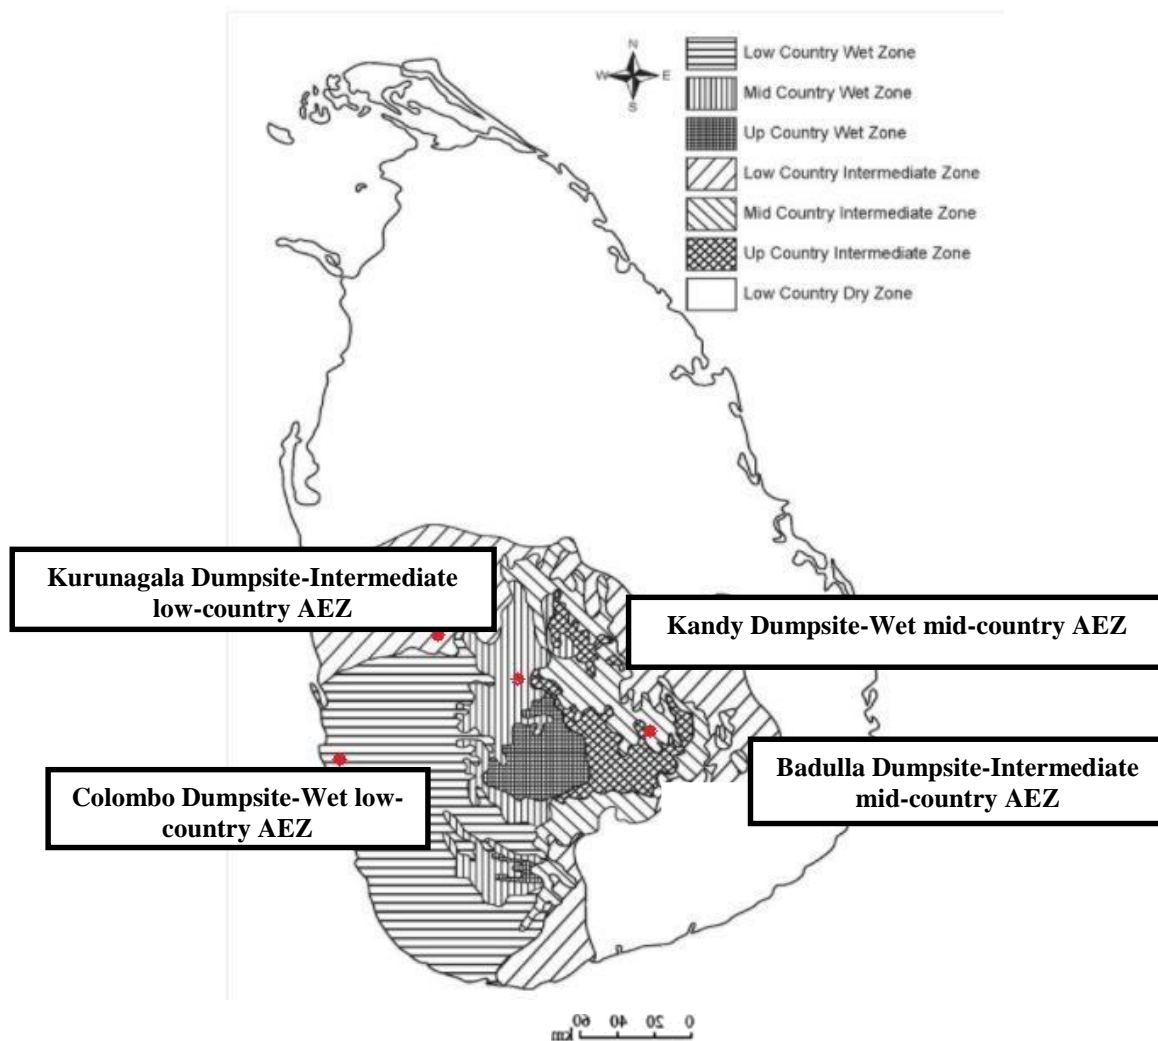 N
W E
S
Low Country Wet Zone
Mid Country Wet Zone
Up Country Wet Zone
Low Country Intermediate Zone
Mid Country Intermediate Zone
Up Country Intermediate Zone
Low Country Dry Zone
Kurunagala Dumpsite-Intermediate
low-country AEZ
Kandy Dumpsite-Wet mid-country AEZ
Colombo Dumpsite-Wet low-
country AEZ
Badulla Dumpsite-Intermediate
mid-country AEZ
km 60 40 20 0